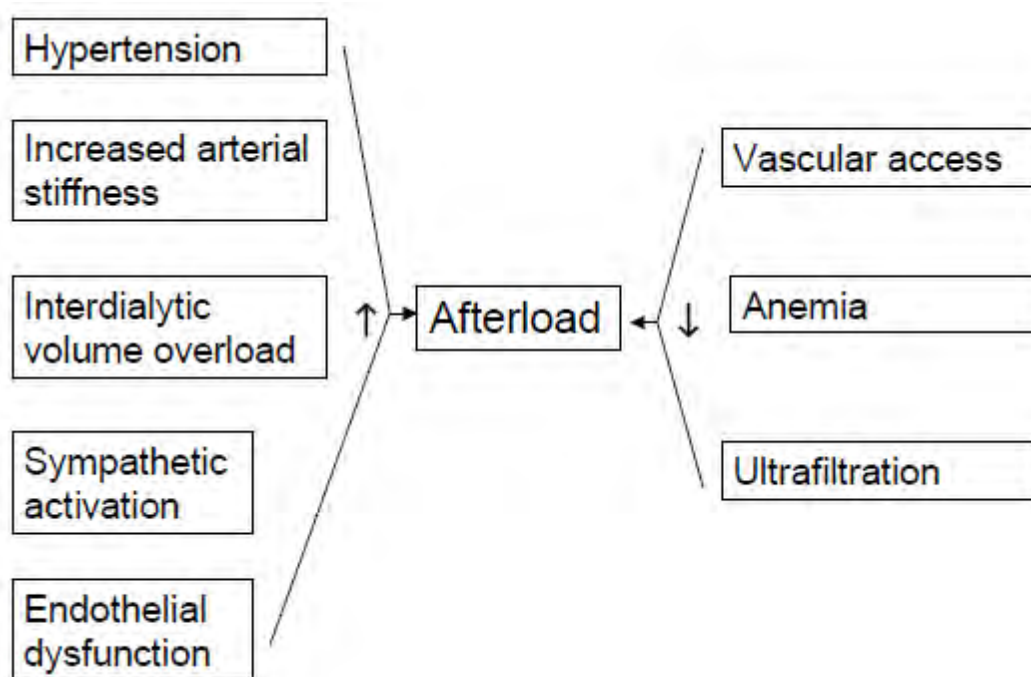 Hypertension
Increased arterial
stiffness
Interdialytic
volume overload
Sympathetic
activation
Endothelial
dysfunction
↑
Afterload
↓
Vascular access
Anemia
Ultrafiltration